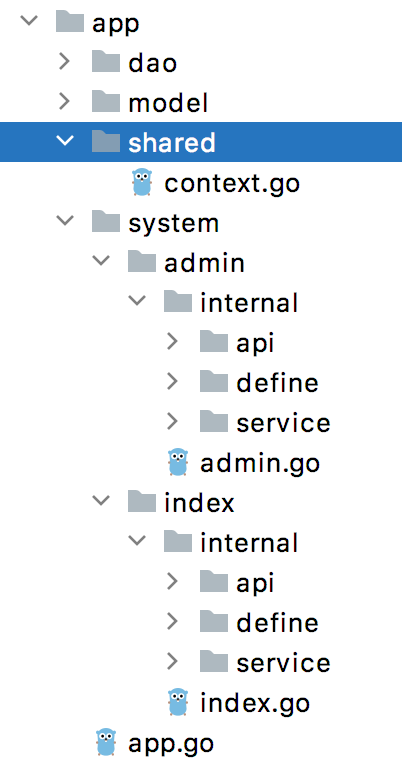 app
dao
model
shared
context.go
system
admin
internal
api
define
service
admin.go
index
internal
api
define
service
index.go
app.go